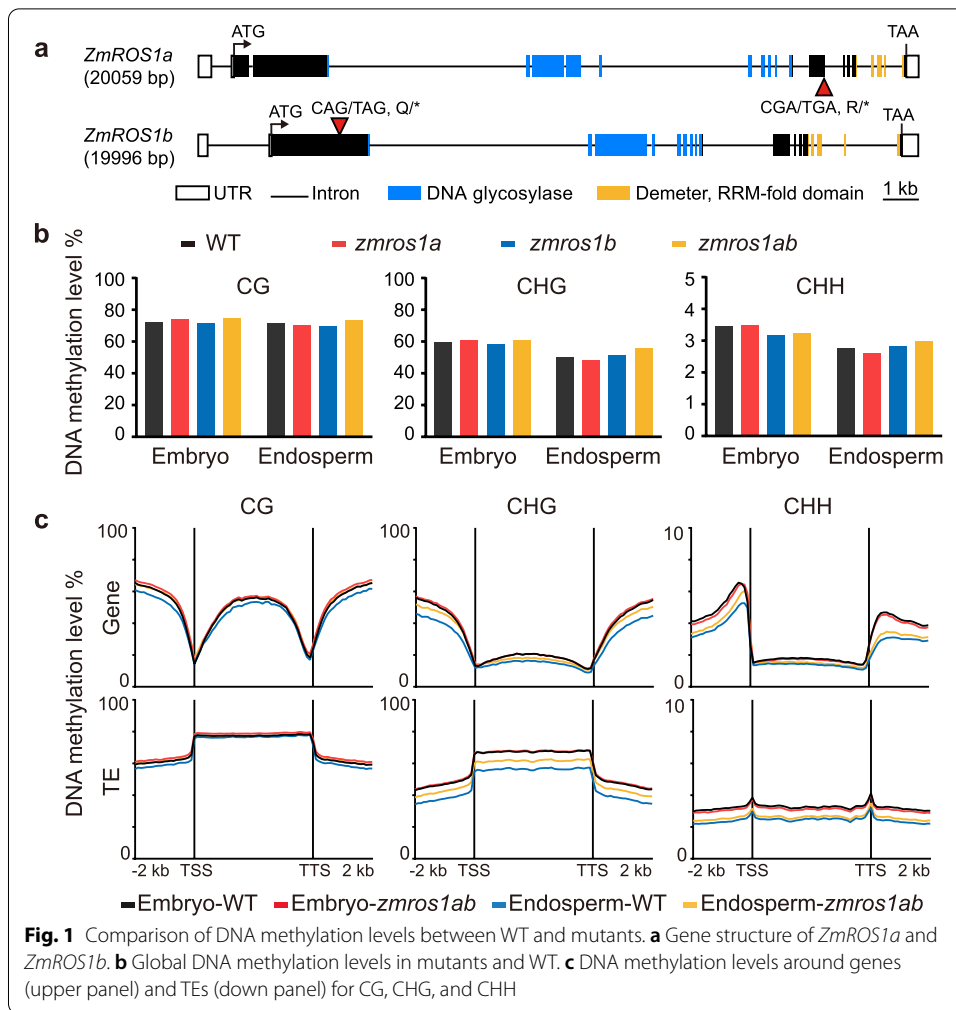 a
ATG
TAA
ZmROS1a
(20059 bp)
CAG/TAG, Q/*
CGA/TGA, R/*
ATG
TAA
ZmROS1b
(19996 bp)
UTR Intron DNA glycosylase Demeter, RRM-fold domain 1 kb
b
WT zmros1a zmros1b zmros1ab
DNA methylation level %
CG
100
80
60
40
20
0
Embryo Endosperm
CHG
100
80
60
40
20
0
Embryo Endosperm
CHH
5
4
3
2
1
0
Embryo Endosperm
c
CG CHG CHH
DNA methylation level %
Gene
100
0
100
0
10
0
TE
100
0
100
0
10
0
-2 kb TSS TTS 2 kb -2 kb TSS TTS 2 kb -2 kb TSS TTS 2 kb
Embryo-WT Embryo-zmros1ab Endosperm-WT Endosperm-zmros1ab
Fig. 1 Comparison of DNA methylation levels between WT and mutants. a Gene structure of ZmROS1a and
ZmROS1b. b Global DNA methylation levels in mutants and WT. c DNA methylation levels around genes
(upper panel) and TEs (down panel) for CG, CHG, and CHH